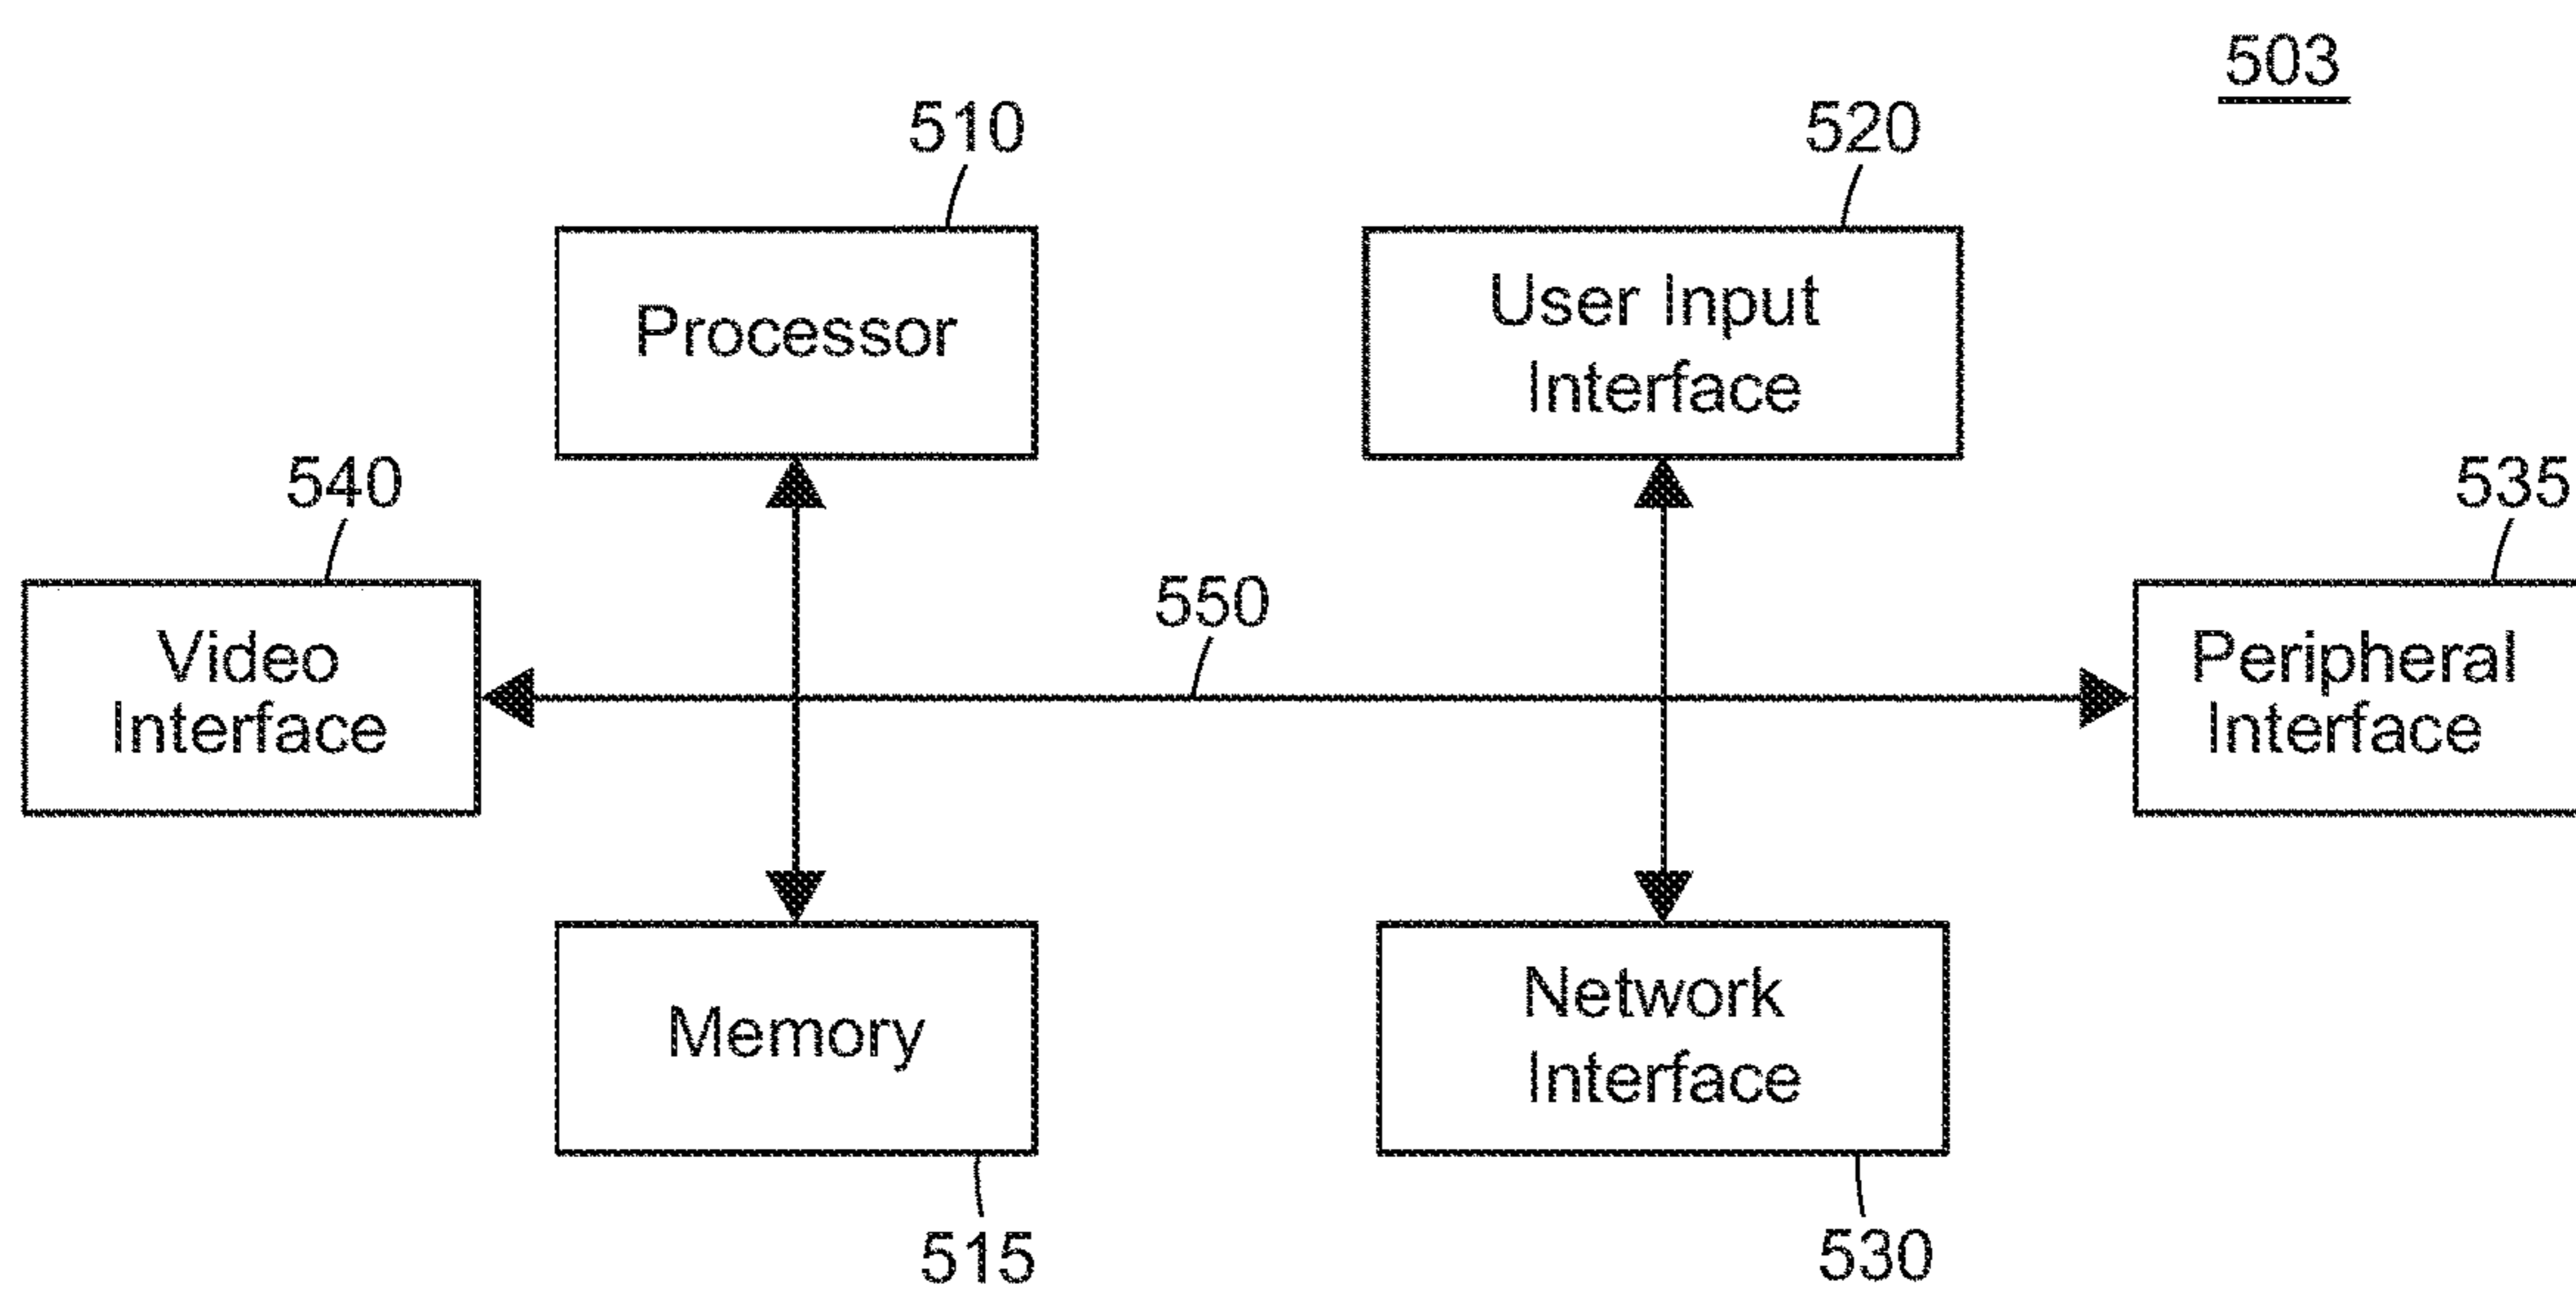 503
510
520
Processor
User Input
Interface
540
535
550
Video
Interface
Peripheral
Interface
Memory
Network
Interface
515
530